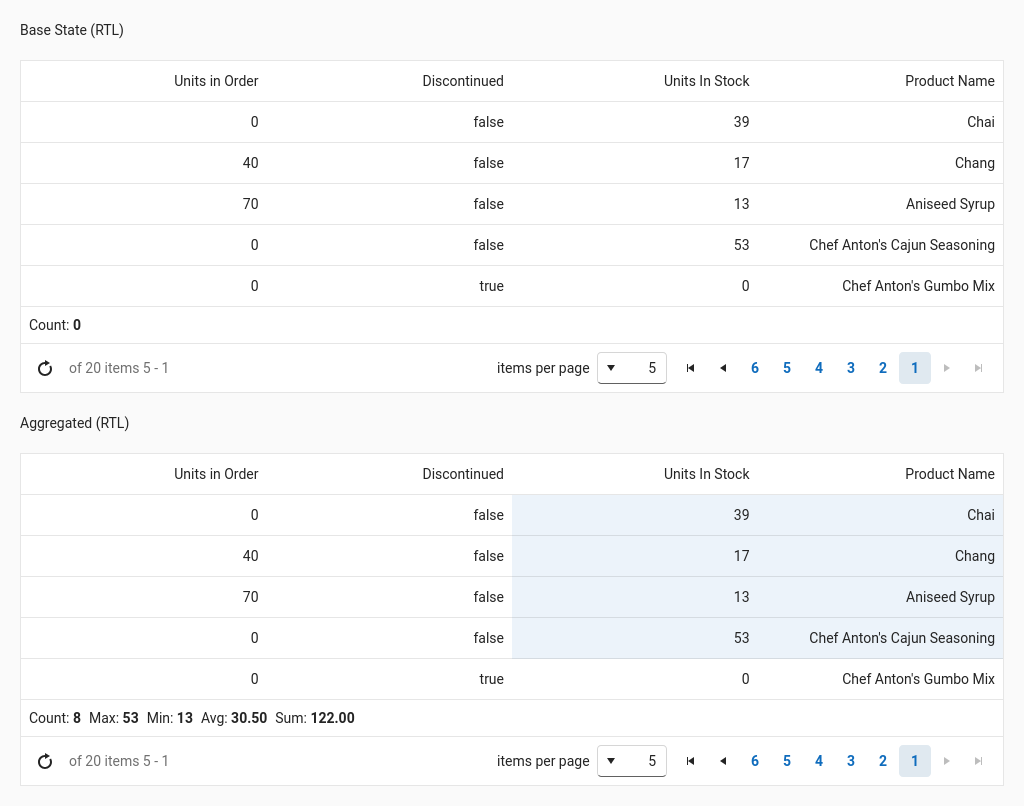 Base State (RTL)
Units in Order Discontinued Units In Stock Product Name
0 false 39 Chai
40 false 17 Chang
70 false 13 Aniseed Syrup
0 false 53 Chef Anton's Cajun Seasoning
0 true 0 Chef Anton's Gumbo Mix
Count: 0
of 20 items 5 - 1 items per page 5 6 5 4 3 2 1
Aggregated (RTL)
Units in Order Discontinued Units In Stock Product Name
0 false 39 Chai
40 false 17 Chang
70 false 13 Aniseed Syrup
0 false 53 Chef Anton's Cajun Seasoning
0 true 0 Chef Anton's Gumbo Mix
Count: 8 Max: 53 Min: 13 Avg: 30.50 Sum: 122.00
of 20 items 5 - 1 items per page 5 6 5 4 3 2 1